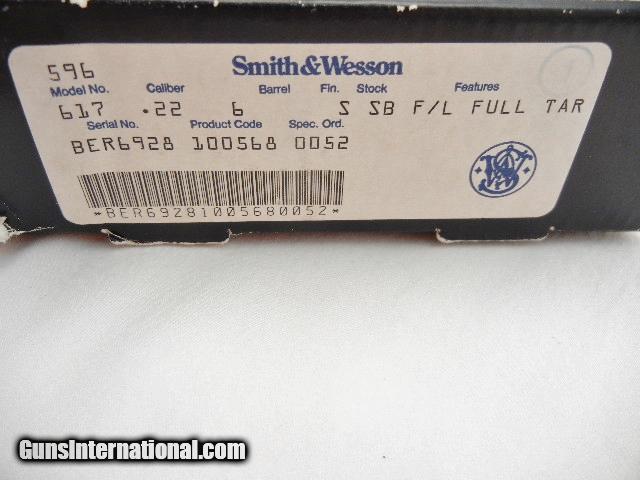 596 Smith & Wesson
Model No. Caliber Barrel Fin. Stock Features
617 .22 6 S SB F/L FULL TAR
Serial No. Product Code Spec. Ord.
BER6928 100568 0052
*BER69281005680052*
GunsInternational.com